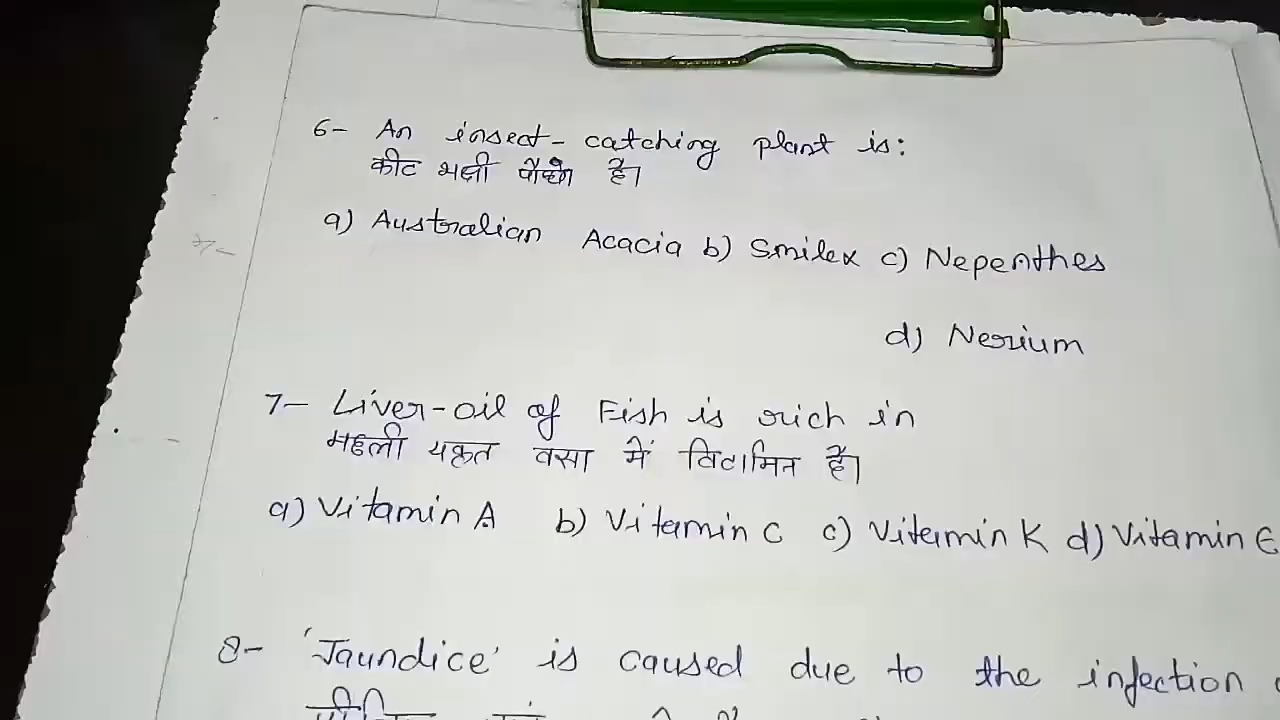 6- An insect-catching plant is:
कीट भक्षी पौधा है।
a) Australian Acacia b) Smilex c) Nepenthes
d) Nerium
7- Liver-oil of Fish is rich in
मछली यकृत वसा में विटामिन है।
a) Vitamin A b) Vitamin C c) Vitamin K d) Vitamin E
8- 'Jaundice' is caused due to the infection